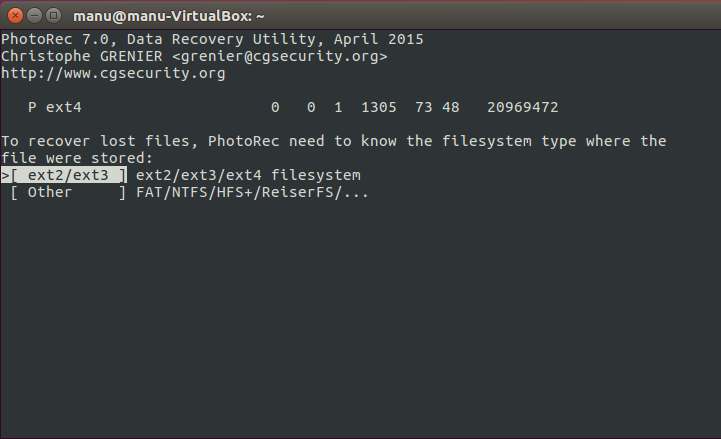 manu@manu-VirtualBox: ~
PhotoRec 7.0, Data Recovery Utility, April 2015
Christophe GRENIER <grenier@cgsecurity.org>
http://www.cgsecurity.org
P ext4 0 0 1 1305 73 48 20969472
To recover lost files, PhotoRec need to know the filesystem type where the
file were stored:
>[ ext2/ext3 ] ext2/ext3/ext4 filesystem
[ Other ] FAT/NTFS/HFS+/ReiserFS/...